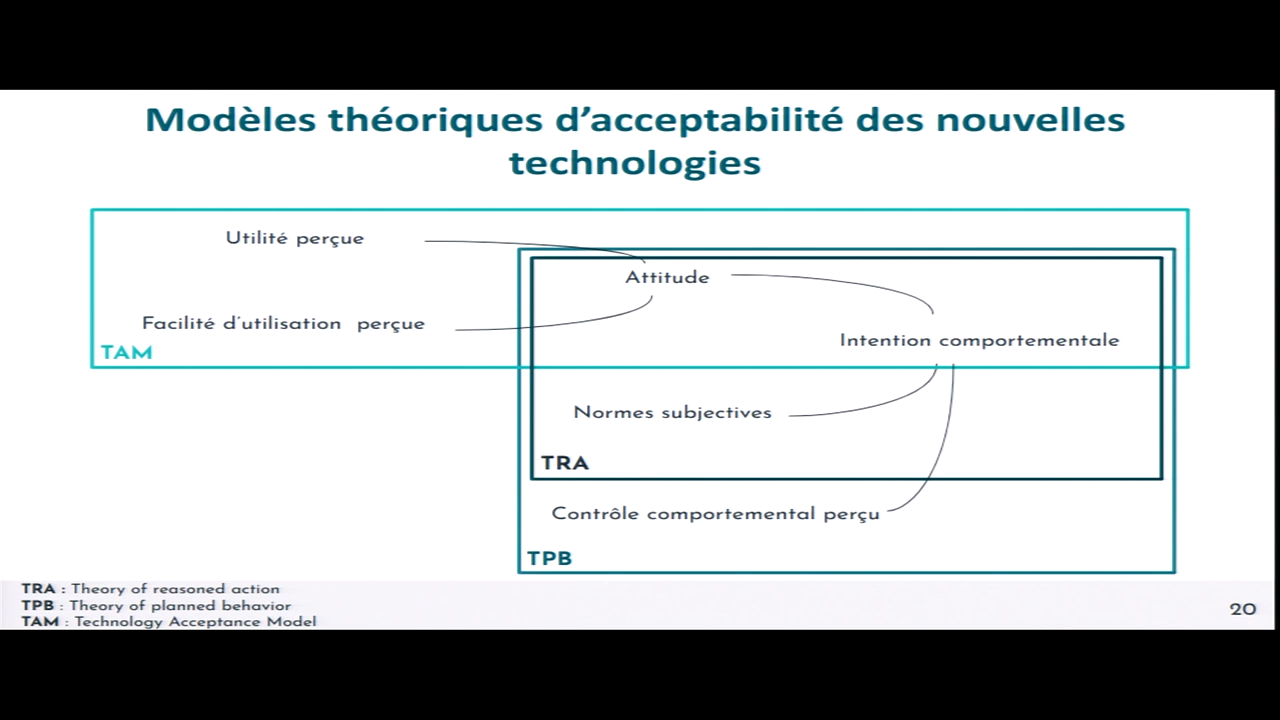 Modèles théoriques d’acceptabilité des nouvelles
technologies
Utilité perçue
Attitude
Facilité d’utilisation perçue
Intention comportementale
TAM
Normes subjectives
TRA
Contrôle comportemental perçu
TPB
TRA : Theory of reasoned action
TPB : Theory of planned behavior
TAM : Technology Acceptance Model
20